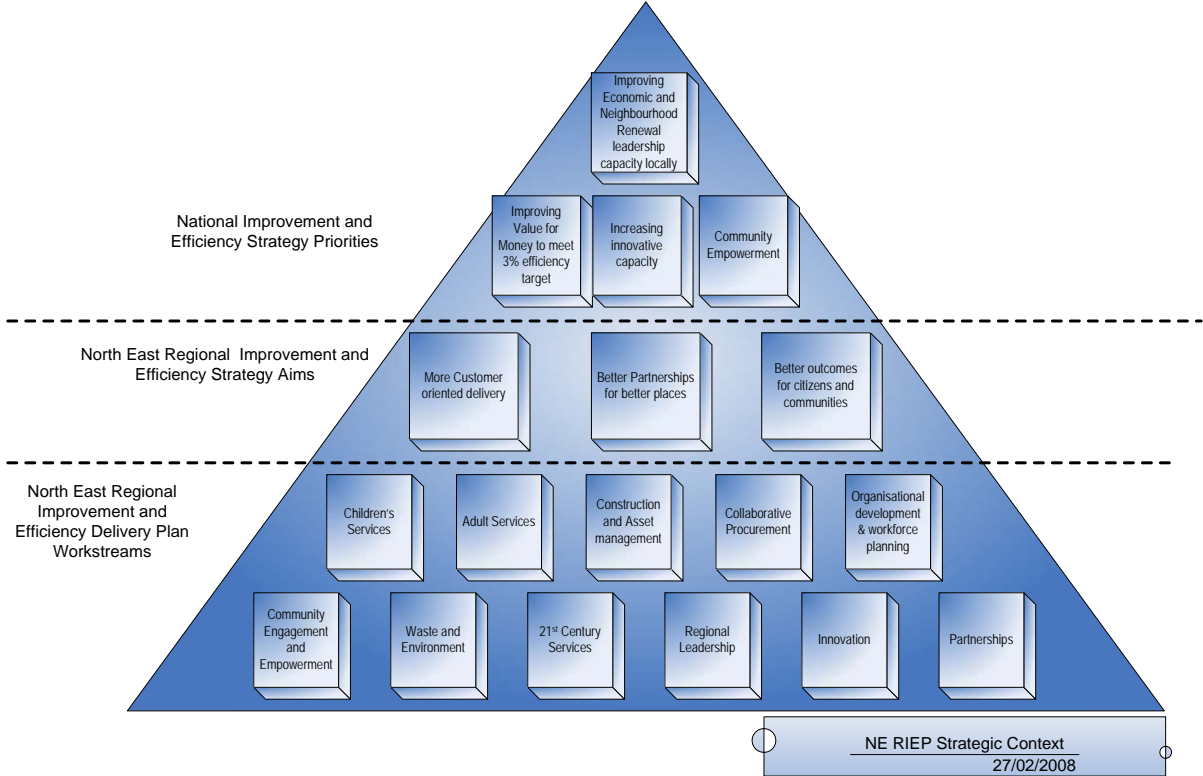 Improving
Economic and
Neighbourhood
Renewal
leadership
capacity locally
National Improvement and
Efficiency Strategy Priorities
Improving
Value for
Money to meet
3% efficiency
target
Increasing
innovative
capacity
Community
Empowerment
North East Regional  Improvement and
Efficiency Strategy Aims
More Customer
oriented delivery
Better Partnerships
for better places
Better outcomes
for citizens and
communities
North East Regional
Improvement and
Efficiency Delivery Plan
Workstreams
Children's
Services
Adult Services
Construction
and Asset
management
Collaborative
Procurement
Organisational
development
& workforce
planning
Community
Engagement
and
Empowerment
Waste and
Environment
21st Century
Services
Regional
Leadership
Innovation
Partnerships
NE RIEP Strategic Context
27/02/2008